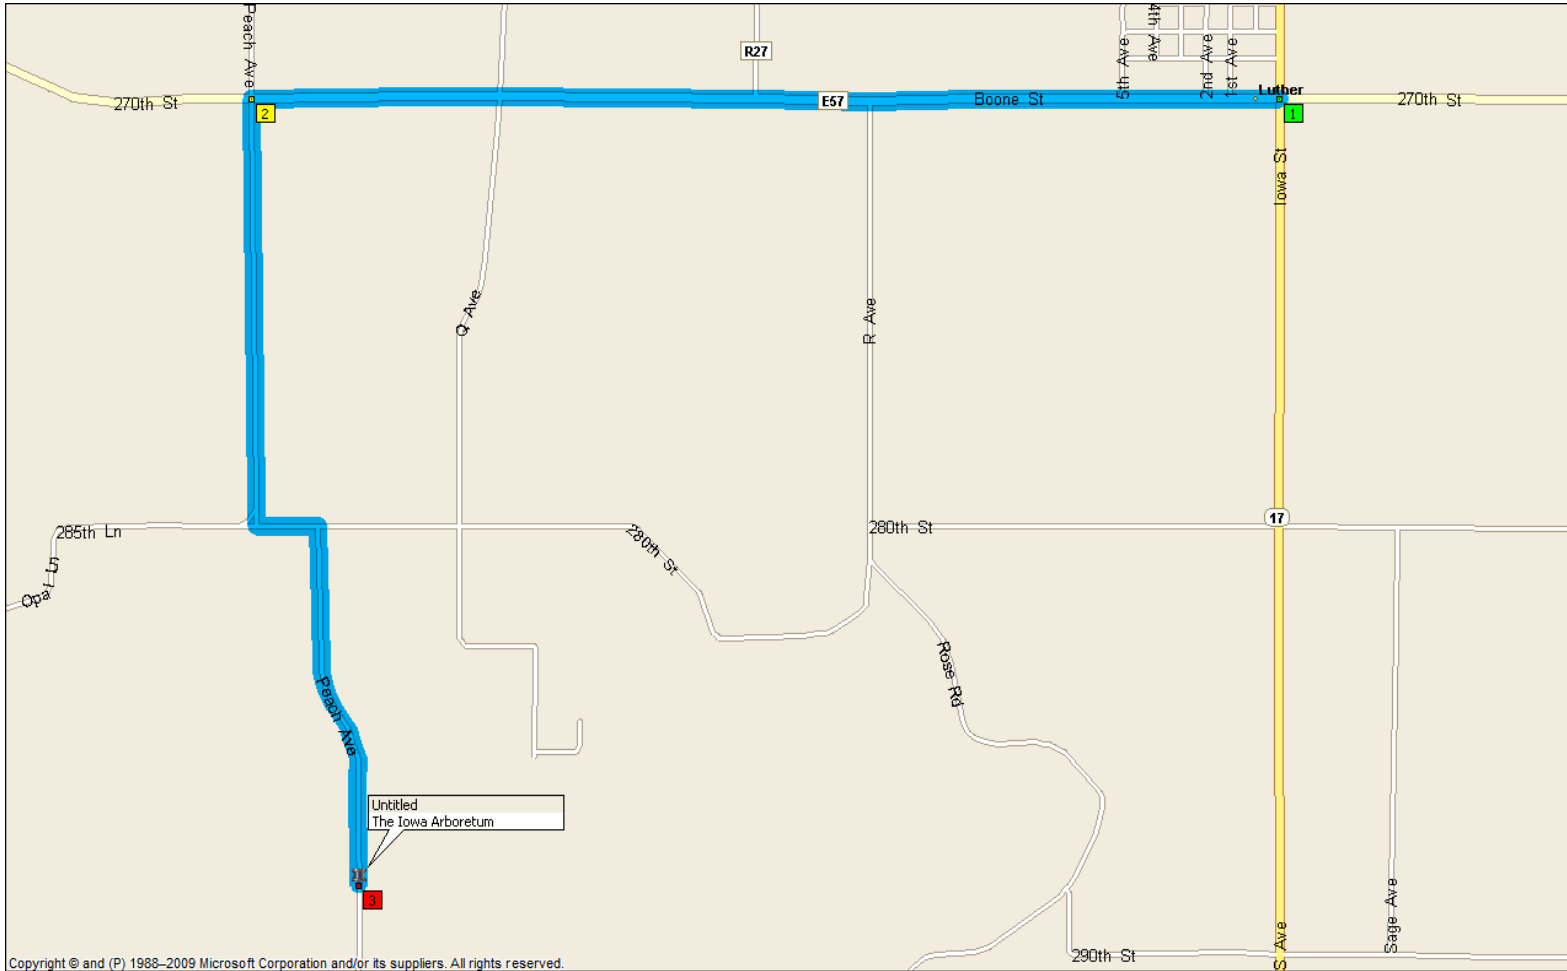 Peach Ave
R27
5th Ave
4th Ave
2nd Ave
1st Ave
Luther
270th St
2
E57
Boone St
1
270th St
Iowa St
Q Ave
R Ave
17
285th Ln
280th St
280th St
Opal Ln
Rose Rd
Peach Ave
Untitled
The Iowa Arboretum
3
Sage Ave
S Ave
290th St
Copyright © and (P) 1988–2009 Microsoft Corporation and/or its suppliers. All rights reserved.